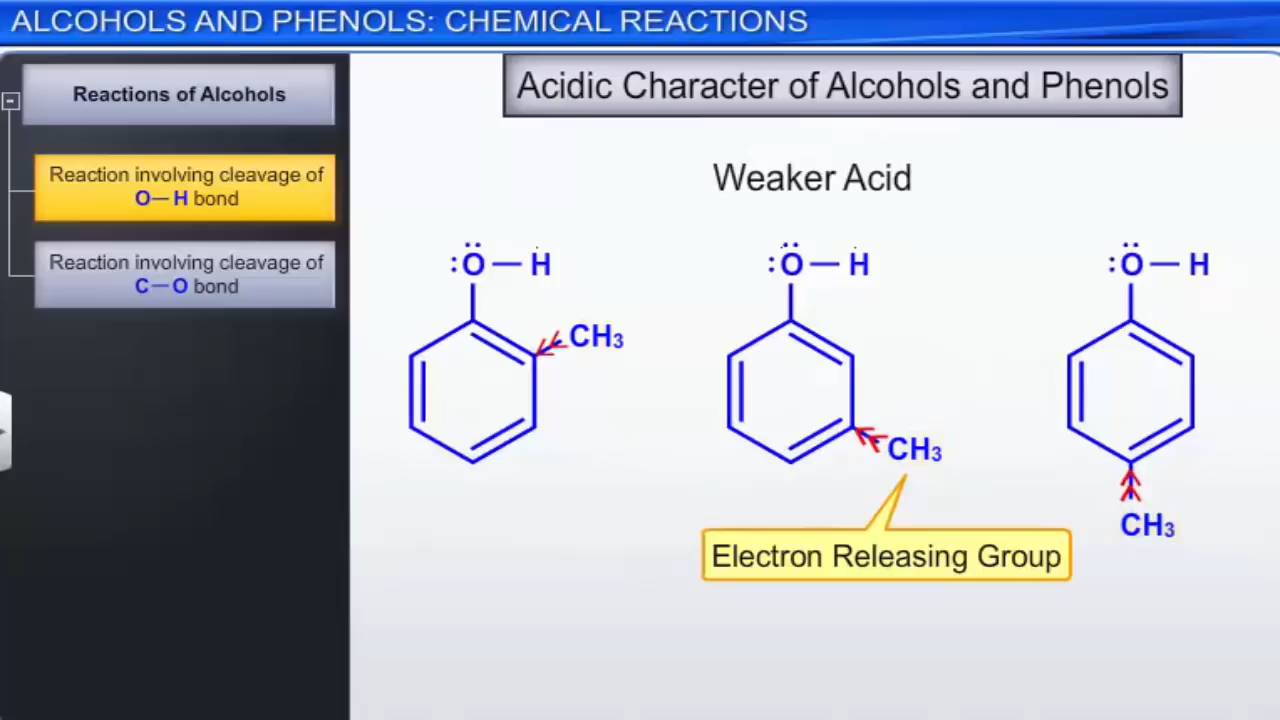 ALCOHOLS AND PHENOLS: CHEMICAL REACTIONS
Reactions of Alcohols
Reaction involving cleavage of
O—H bond
Reaction involving cleavage of
C—O bond
Acidic Character of Alcohols and Phenols
Weaker Acid
:Ö—H
CH₃
:Ö—H
CH₃
:Ö—H
CH₃
Electron Releasing Group